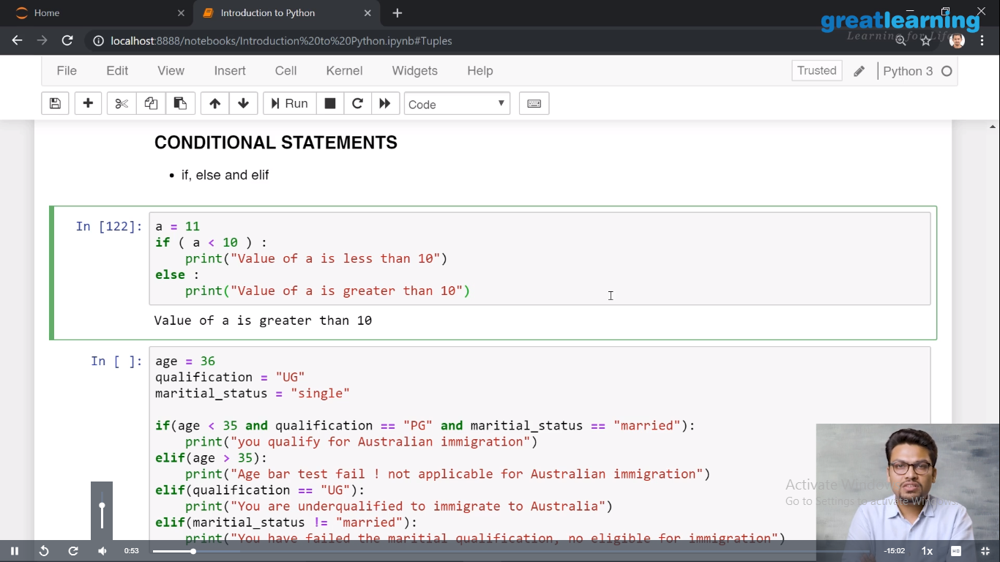 Home
Introduction to Python
greatlearning
Learning for Life
localhost:8888/notebooks/Introduction%20to%20Python.ipynb#Tuples
File Edit View Insert Cell Kernel Widgets Help
Trusted
Python 3
Run
Code
CONDITIONAL STATEMENTS
• if, else and elif
In [122]:
a = 11
if ( a < 10 ) :
    print("Value of a is less than 10")
else :
    print("Value of a is greater than 10")
Value of a is greater than 10
In [ ]:
age = 36
qualification = "UG"
maritial_status = "single"
if(age < 35 and qualification == "PG" and maritial_status == "married"):
    print("you qualify for Australian immigration")
elif(age > 35):
    print("Age bar test fail ! not applicable for Australian immigration")
elif(qualification == "UG"):
    print("You are underqualified to immigrate to Australia")
elif(maritial_status != "married"):
    print("You have failed the maritial qualification, no eligible for immigration")
Activate Windows
Go to Settings to activate Windows.
0:53
-15:02
1x
HD